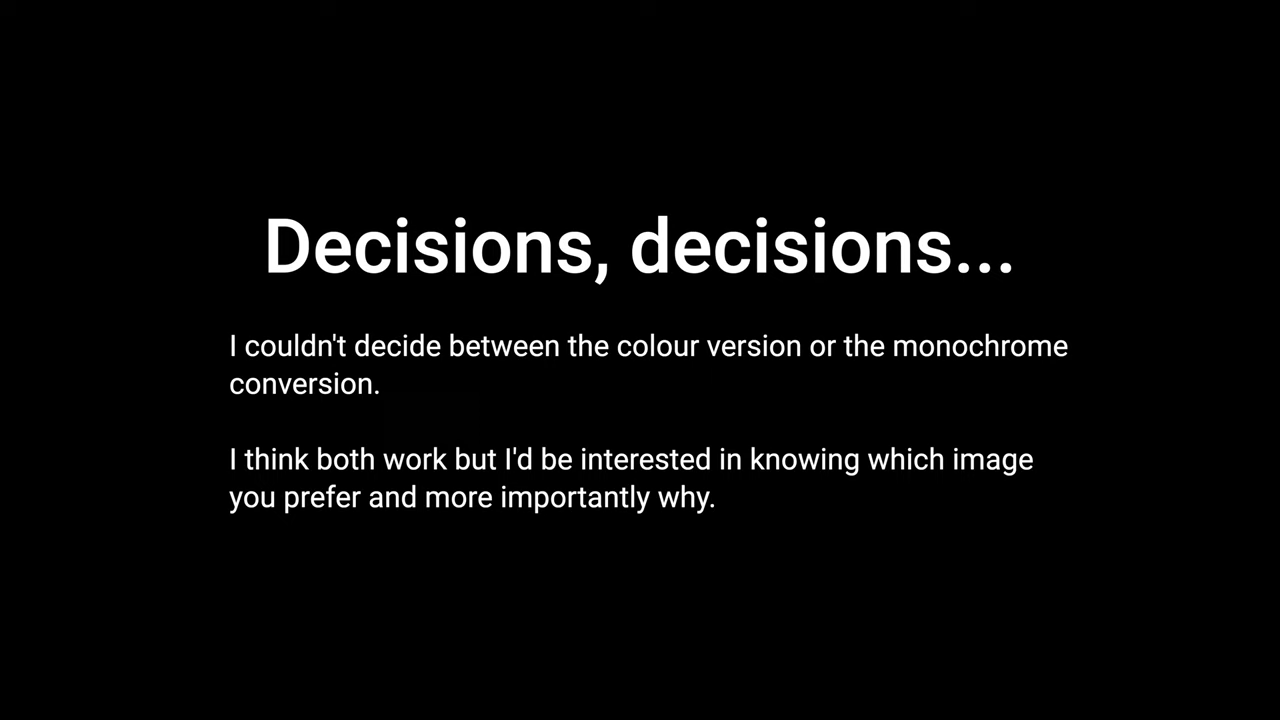 Decisions, decisions...
I couldn't decide between the colour version or the monochrome
conversion.
I think both work but I'd be interested in knowing which image
you prefer and more importantly why.